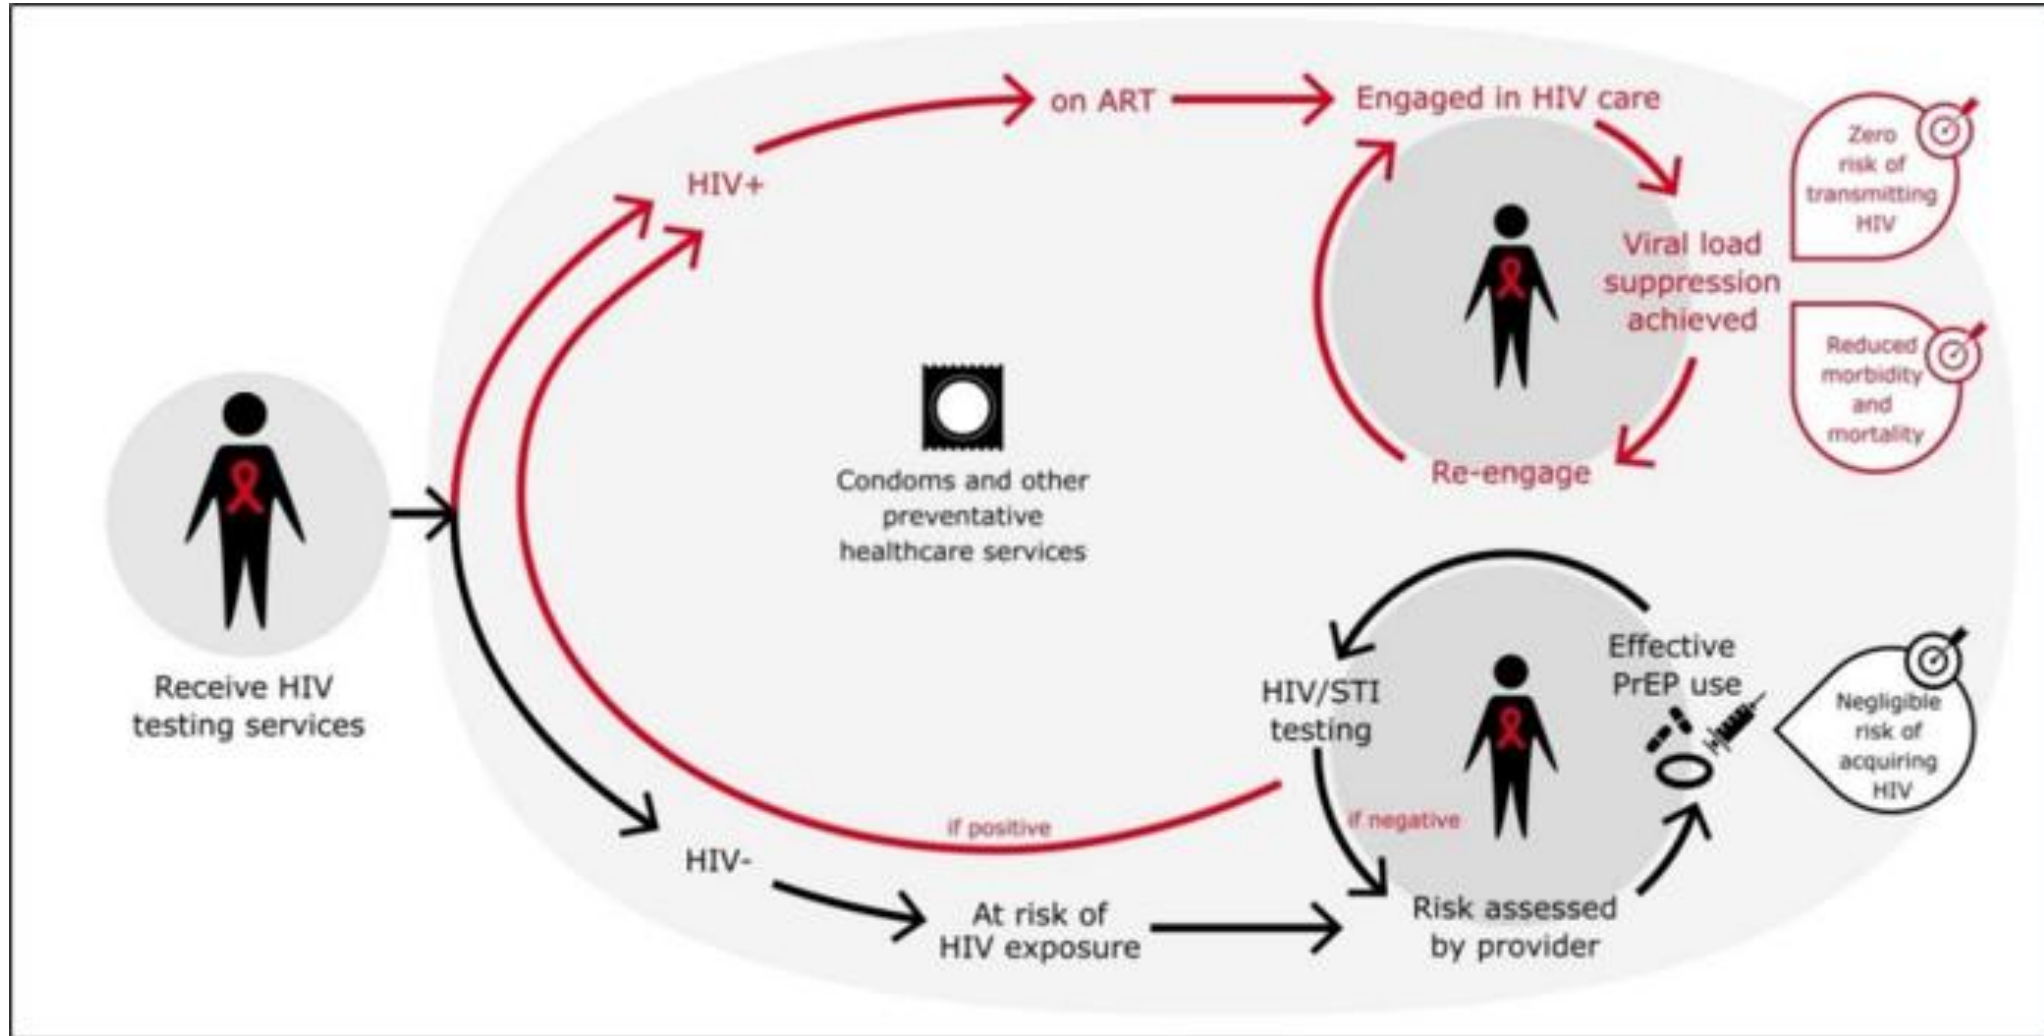 Receive HIV
testing services
HIV+
on ART
Engaged in HIV care
Viral load
suppression
achieved
Re-engage
Zero
risk of
transmitting
HIV
Reduced
morbidity
and
mortality
Condoms and other
preventative
healthcare services
HIV-
At risk of
HIV exposure
Risk assessed
by provider
Effective
PrEP use
HIV/STI
testing
if positive
if negative
Negligible
risk of
acquiring
HIV